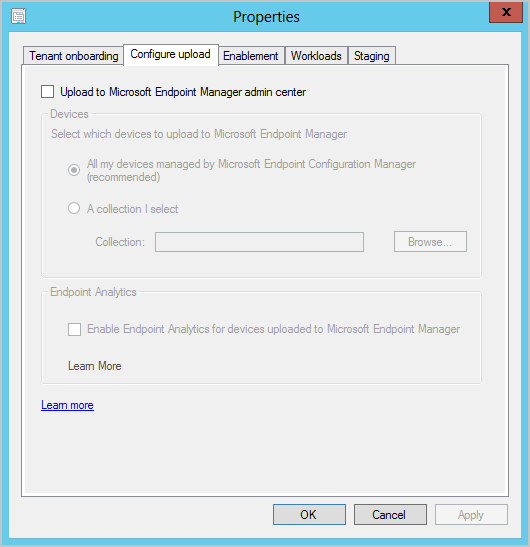 Properties
x
Tenant onboarding Configure upload Enablement Workloads Staging
Upload to Microsoft Endpoint Manager admin center
Devices
Select which devices to upload to Microsoft Endpoint Manager
All my devices managed by Microsoft Endpoint Configuration Manager
(recommended)
A collection I select
Collection: Browse...
Endpoint Analytics
Enable Endpoint Analytics for devices uploaded to Microsoft Endpoint Manager
Learn More
Learn more
OK Cancel Apply